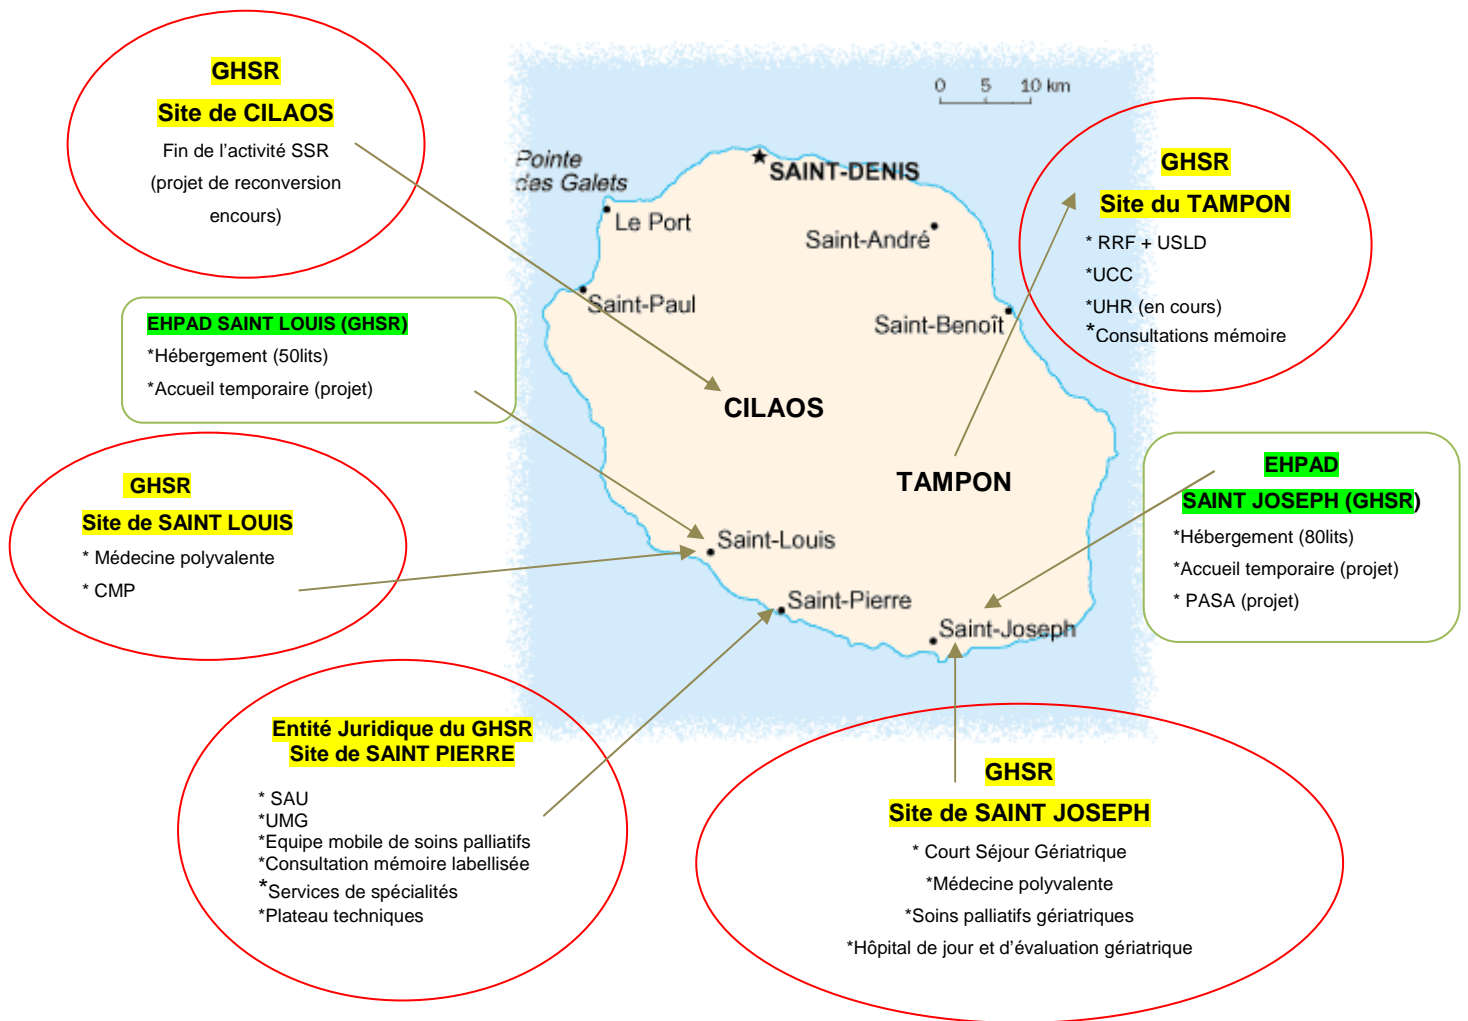 GHSR
Site de CILAOS
Fin de l'activité SSR
(projet de reconversion
encours)
0 5 10 km
Pointe
des Galets
SAINT-DENIS
Le Port
Saint-André
Saint-Paul
Saint-Benoît
CILAOS
TAMPON
Saint-Louis
Saint-Pierre
Saint-Joseph
GHSR
Site du TAMPON
* RRF + USLD
*UCC
*UHR (en cours)
*Consultations mémoire
EHPAD SAINT LOUIS (GHSR)
*Hébergement (50lits)
*Accueil temporaire (projet)
GHSR
Site de SAINT LOUIS
* Médecine polyvalente
* CMP
EHPAD
SAINT JOSEPH (GHSR)
*Hébergement (80lits)
*Accueil temporaire (projet)
* PASA (projet)
Entité Juridique du GHSR
Site de SAINT PIERRE
* SAU
*UMG
*Equipe mobile de soins palliatifs
*Consultation mémoire labellisée
*Services de spécialités
*Plateau techniques
GHSR
Site de SAINT JOSEPH
* Court Séjour Gériatrique
*Médecine polyvalente
*Soins palliatifs gériatriques
*Hôpital de jour et d'évaluation gériatrique